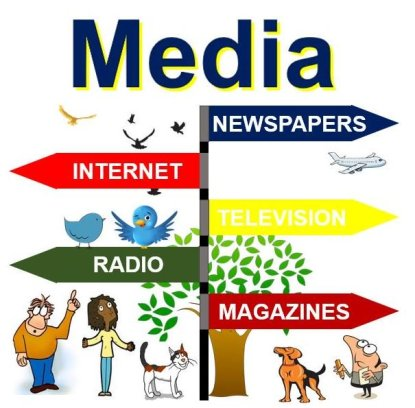 Media
NEWSPAPERS
INTERNET
TELEVISION
RADIO
MAGAZINES